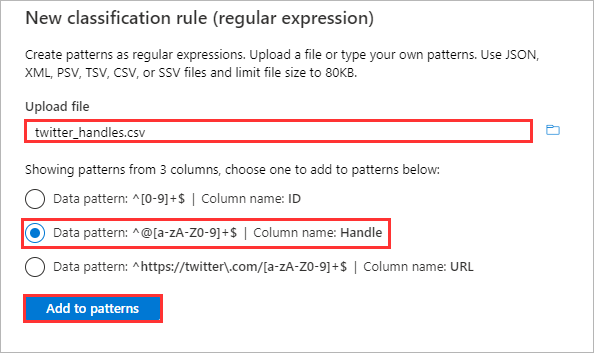 New classification rule (regular expression)
Create patterns as regular expressions. Upload a file or type your own patterns. Use JSON,
XML, PSV, TSV, CSV, or SSV files and limit file size to 80KB.
Upload file
twitter_handles.csv
Showing patterns from 3 columns, choose one to add to patterns below:
Data pattern: ^[0-9]+$ | Column name: ID
Data pattern: ^@[a-zA-Z0-9]+$ | Column name: Handle
Data pattern: ^https://twitter\.com/[a-zA-Z0-9]+$ | Column name: URL
Add to patterns